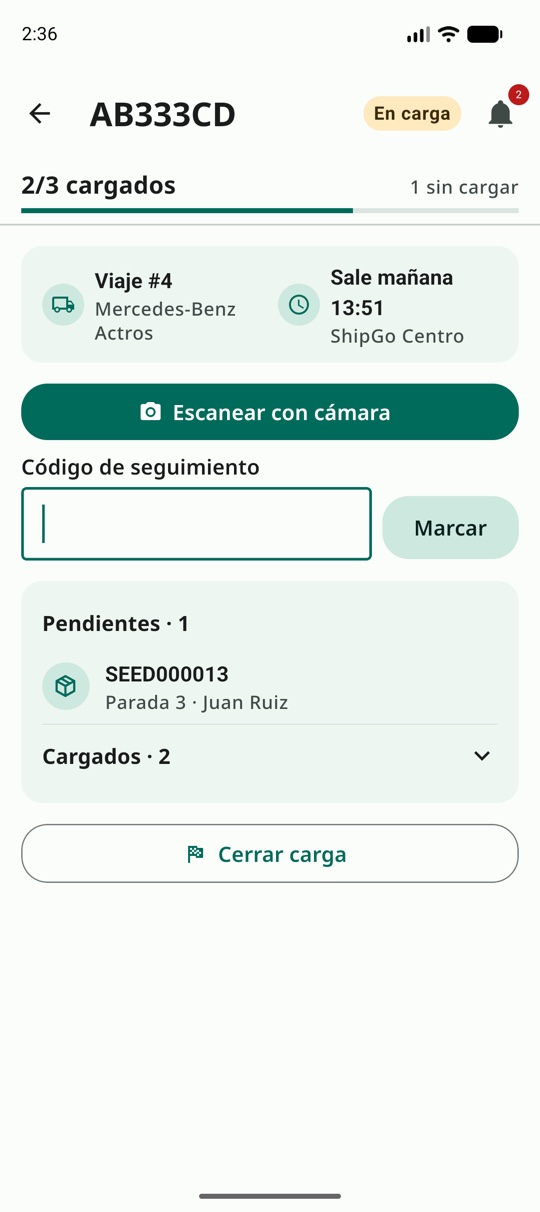 2:36
AB333CD
En carga
2
2/3 cargados
1 sin cargar
Viaje #4
Mercedes-Benz
Actros
Sale mañana
13:51
ShipGo Centro
Escanear con cámara
Código de seguimiento
Marcar
Pendientes · 1
SEED000013
Parada 3 · Juan Ruiz
Cargados · 2
Cerrar carga